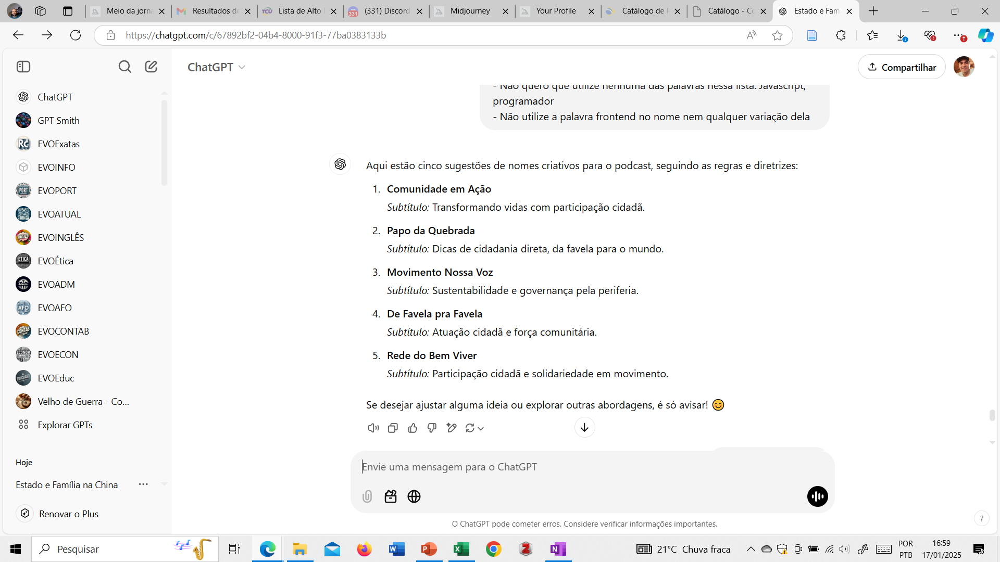 Meio da jorna
Resultados de
Lista de Alto
(331) Discord
Midjourney
Your Profile
Catálogo de
Catálogo - Co
Estado e Fam
https://chatgpt.com/c/67892bf2-04b4-8000-91f3-77ba0383133b
ChatGPT
Compartilhar
ChatGPT
GPT Smith
EVOExatas
EVOINFO
EVOPORT
EVOATUAL
EVOINGLÊS
EVOÉtica
EVOADM
EVOAFO
EVOCONTAB
EVOECON
EVOEduc
Velho de Guerra - Co...
Explorar GPTs
Hoje
Estado e Família na China
Renovar o Plus
- Não quero que utilize nenhuma das palavras nessa lista: Javascript,
programador
- Não utilize a palavra frontend no nome nem qualquer variação dela
Aqui estão cinco sugestões de nomes criativos para o podcast, seguindo as regras e diretrizes:
1. Comunidade em Ação
Subtítulo: Transformando vidas com participação cidadã.
2. Papo da Quebrada
Subtítulo: Dicas de cidadania direta, da favela para o mundo.
3. Movimento Nossa Voz
Subtítulo: Sustentabilidade e governança pela periferia.
4. De Favela pra Favela
Subtítulo: Atuação cidadã e força comunitária.
5. Rede do Bem Viver
Subtítulo: Participação cidadã e solidariedade em movimento.
Se desejar ajustar alguma ideia ou explorar outras abordagens, é só avisar! 😊
Envie uma mensagem para o ChatGPT
O ChatGPT pode cometer erros. Considere verificar informações importantes.
?
Pesquisar
21°C Chuva fraca
POR
PTB
16:59
17/01/2025